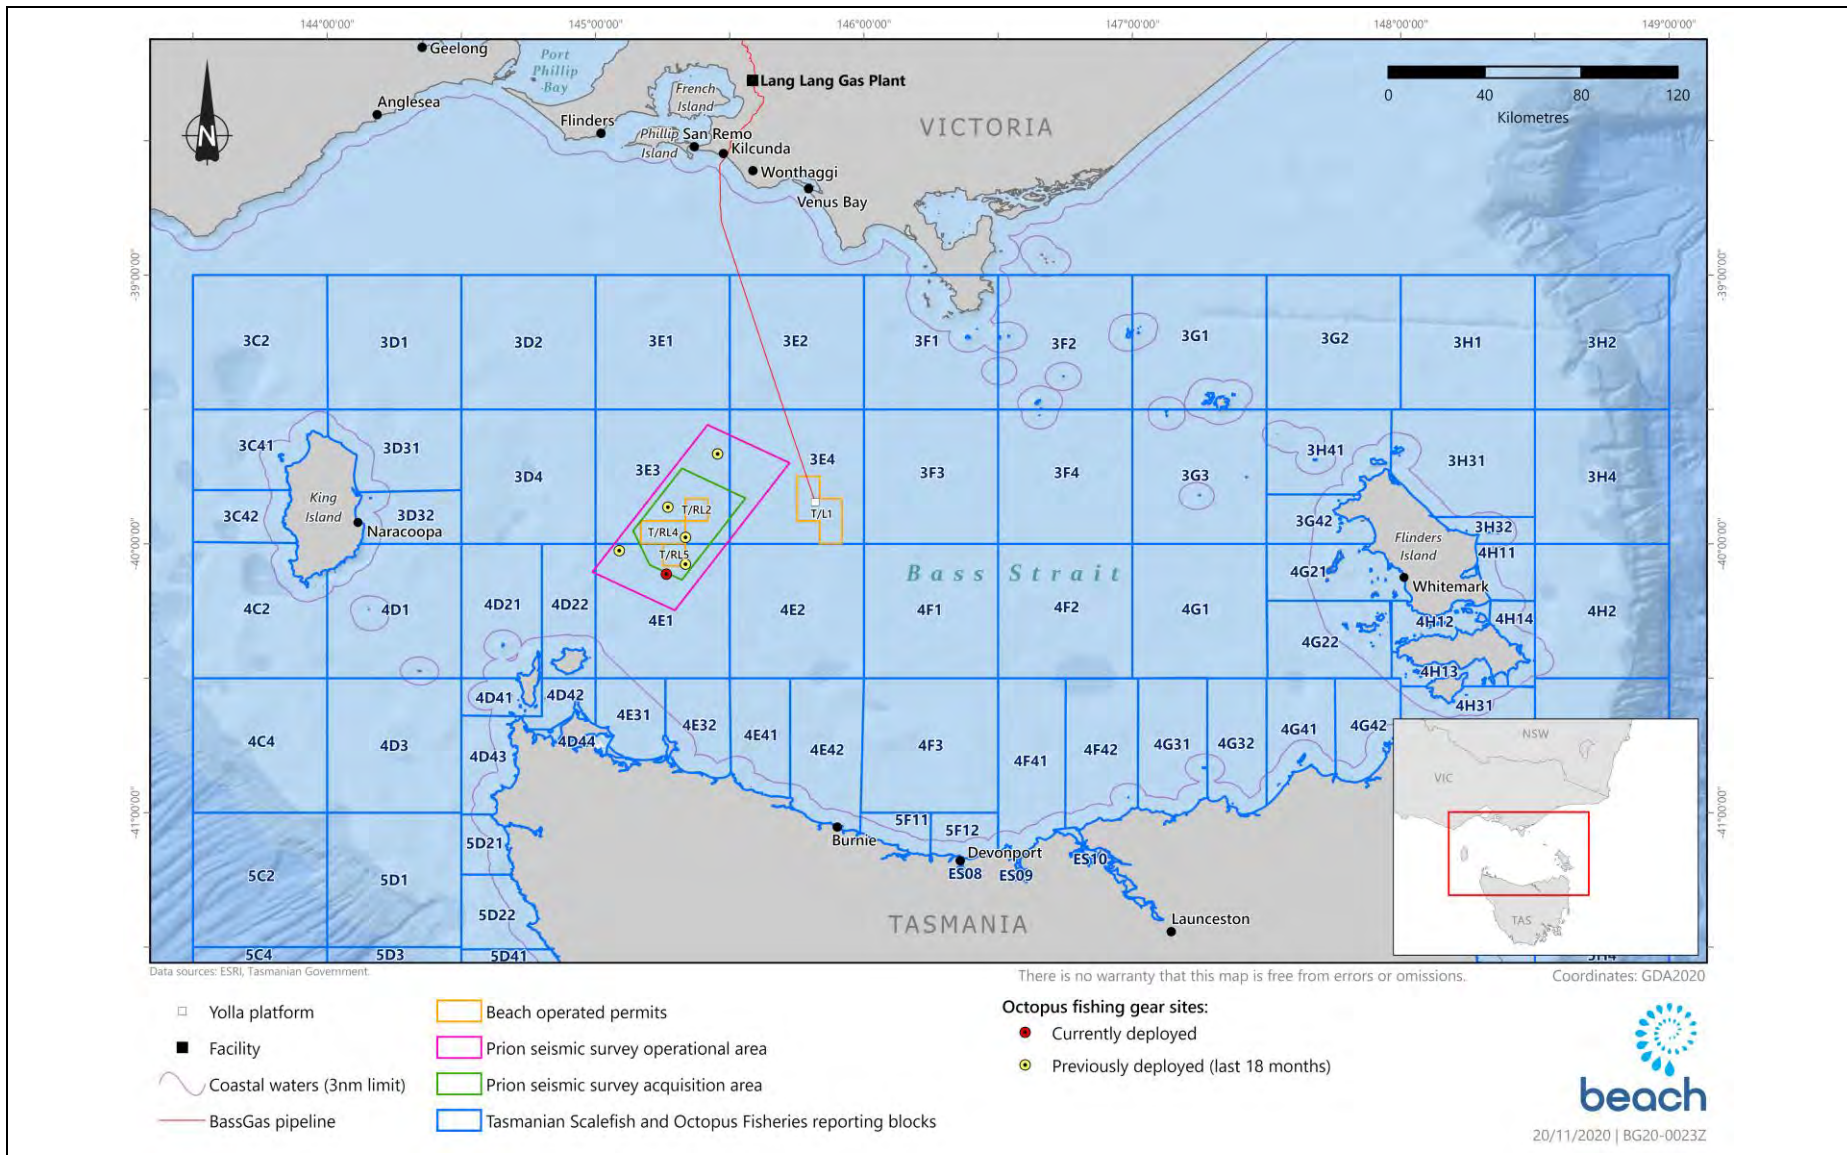 144°00'00"
145°00'00"
146°00'00"
147°00'00"
148°00'00"
149°00'00"
Geelong
Port
Phillip
Bay
Lang Lang Gas Plant
French
Island
Anglesea
Flinders
Phillip
Island
San Remo
Kilcunda
Wonthaggi
Venus Bay
VICTORIA
0 40 80 120
Kilometres
N
-39°00'00"
-39°00'00"
3C2 3D1 3D2 3E1 3E2 3F1 3F2 3G1 3G2 3H1 3H2
3C41 3D31 3D4 3E3 3E4 3F3 3F4 3G3 3H41 3H31 3H4
King
Island
3C42 3D32
Naracoopa
T/RL2
T/RL4
T/RL5
T/L1
3G42 3H32
Flinders
Island
4H11
-40°00'00"
-40°00'00"
Bass Strait
4G21
Whitemark
4C2 4D1 4D21 4D22 4E1 4E2 4F1 4F2 4G1 4G22 4H12 4H14 4H2
4H13
4H31
4D41 4D42 4E31 4E32 4E41 4E42 4F3 4F41 4F42 4G31 4G32 4G41 4G42
4C4 4D3 4D43 4D44
-41°00'00"
-41°00'00"
5F11 5F12
Burnie
Devonport
ES08 ES09 ES10
5D21
5C2 5D1
5D22
Launceston
TASMANIA
5C4 5D3 5D41
5H4
NSW
VIC
TAS
Data sources: ESRI, Tasmanian Government.
There is no warranty that this map is free from errors or omissions.
Coordinates: GDA2020
Yolla platform
Facility
Coastal waters (3nm limit)
BassGas pipeline
Beach operated permits
Prion seismic survey operational area
Prion seismic survey acquisition area
Tasmanian Scalefish and Octopus Fisheries reporting blocks
Octopus fishing gear sites:
Currently deployed
Previously deployed (last 18 months)
beach
20/11/2020 | BG20-0023Z